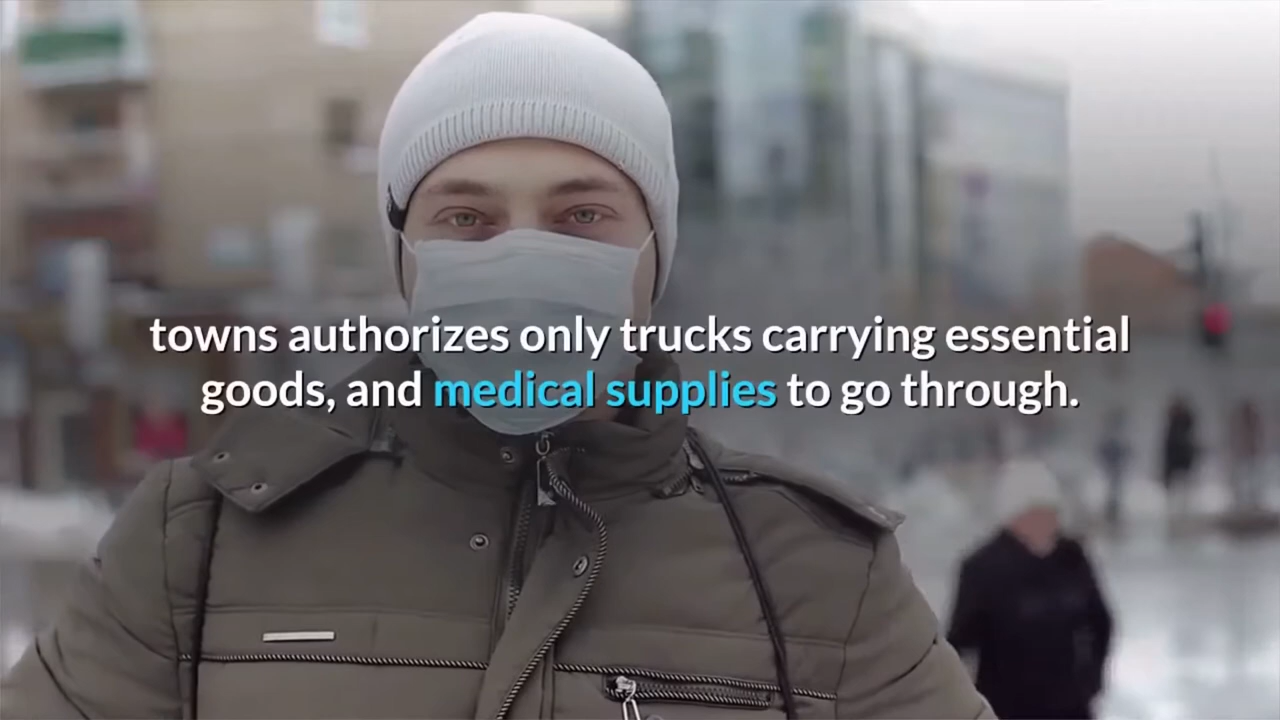 towns authorizes only trucks carrying essential
goods, and medical supplies to go through.